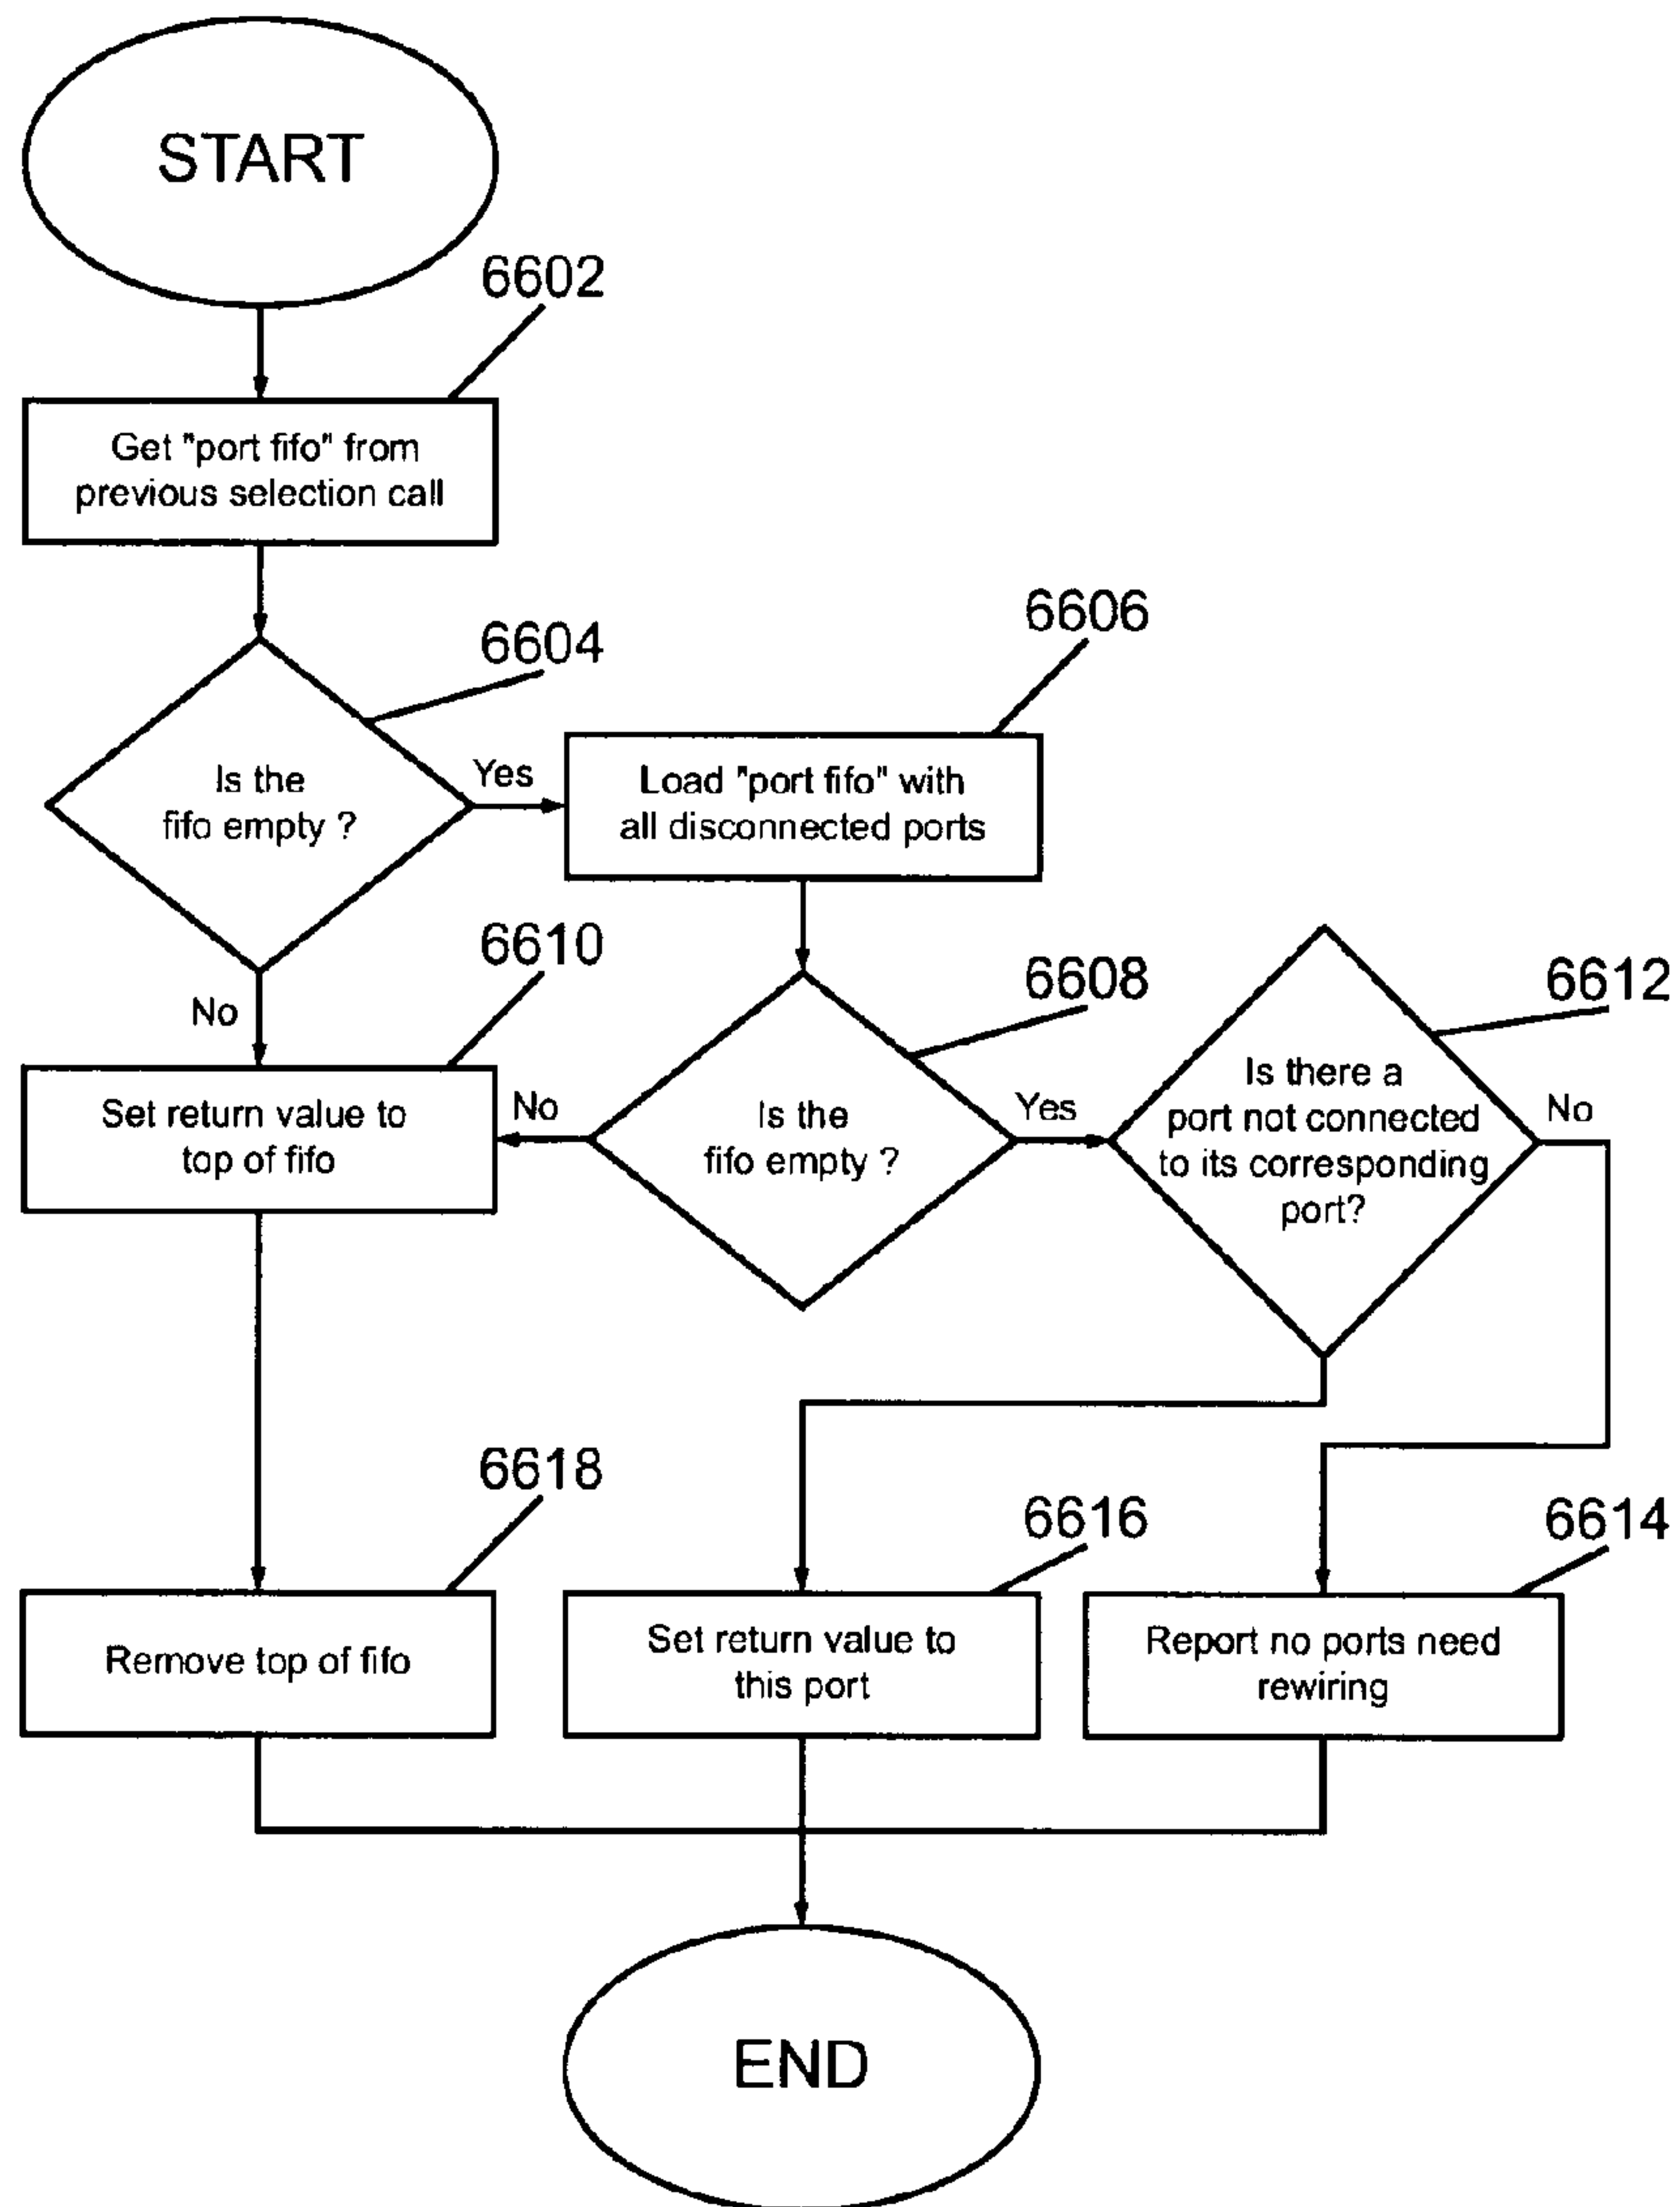 START
6602
Get "port fifo" from
previous selection call
6604
Is the
fifo empty ?
Yes
No
6606
Load "port fifo" with
all disconnected ports
6608
Is the
fifo empty ?
No
Yes
6610
Set return value to
top of fifo
6612
Is there a
port not connected
to its corresponding
port?
No
6618
Remove top of fifo
6616
Set return value to
this port
6614
Report no ports need
rewiring
END